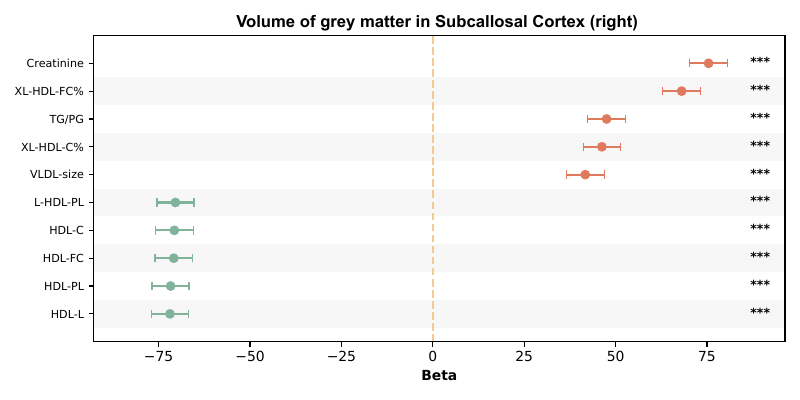 Volume of grey matter in Subcallosal Cortex (right)
Creatinine ***
XL-HDL-FC% ***
TG/PG ***
XL-HDL-C% ***
VLDL-size ***
L-HDL-PL ***
HDL-C ***
HDL-FC ***
HDL-PL ***
HDL-L ***
−75 −50 −25 0 25 50 75
Beta